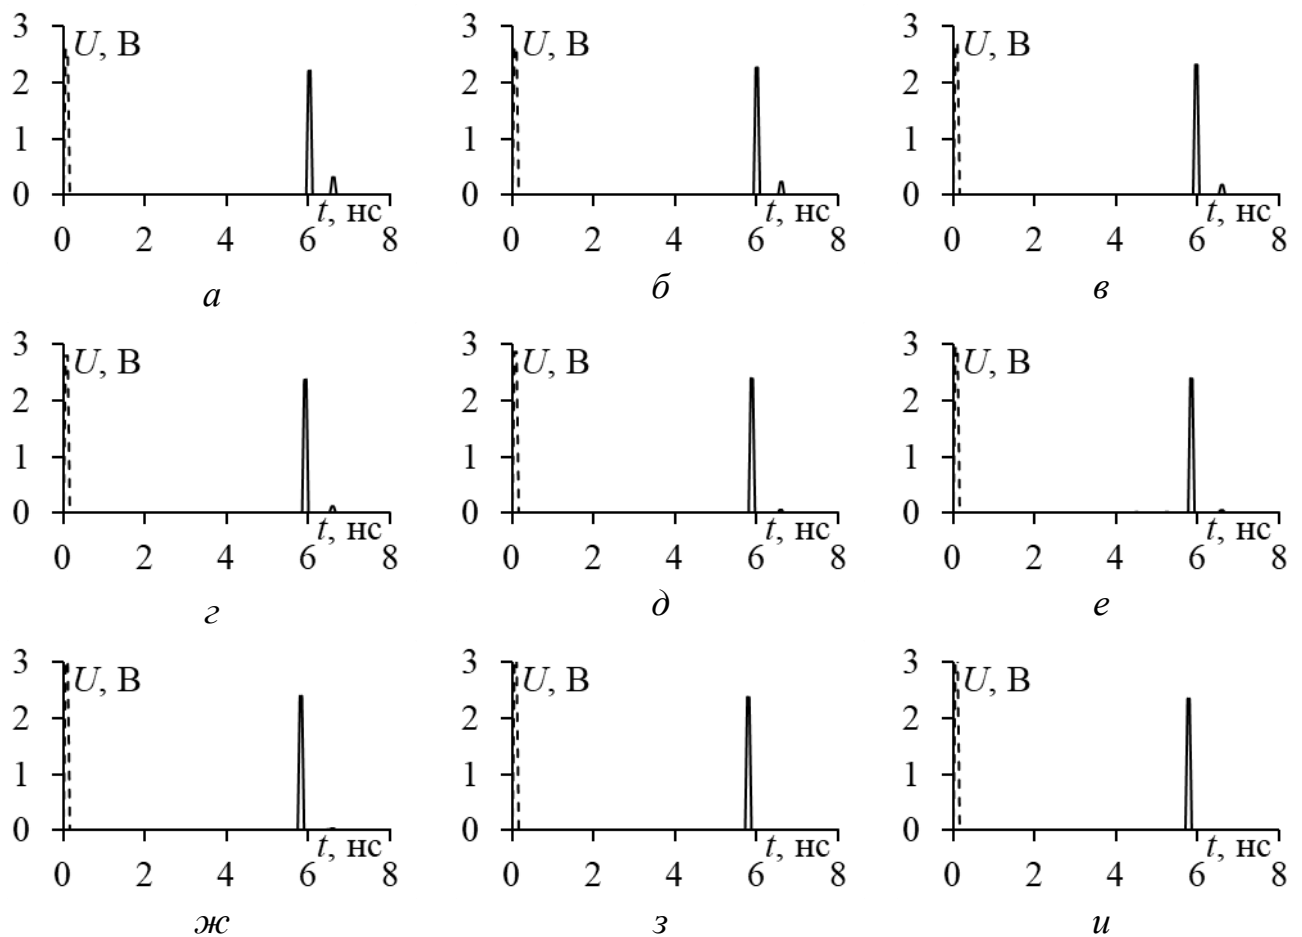 3 U, В 3 U, В 3 U, В
2 2 2
1 1 1
0 t, нс 0 t, нс 0 t, нс
0 2 4 6 8 0 2 4 6 8 0 2 4 6 8
а б в
3 U, В 3 U, В 3 U, В
2 2 2
1 1 1
0 t, нс 0 t, нс 0 t, нс
0 2 4 6 8 0 2 4 6 8 0 2 4 6 8
г д е
3 U, В 3 U, В 3 U, В
2 2 2
1 1 1
0 t, нс 0 t, нс 0 t, нс
0 2 4 6 8 0 2 4 6 8 0 2 4 6 8
ж з и